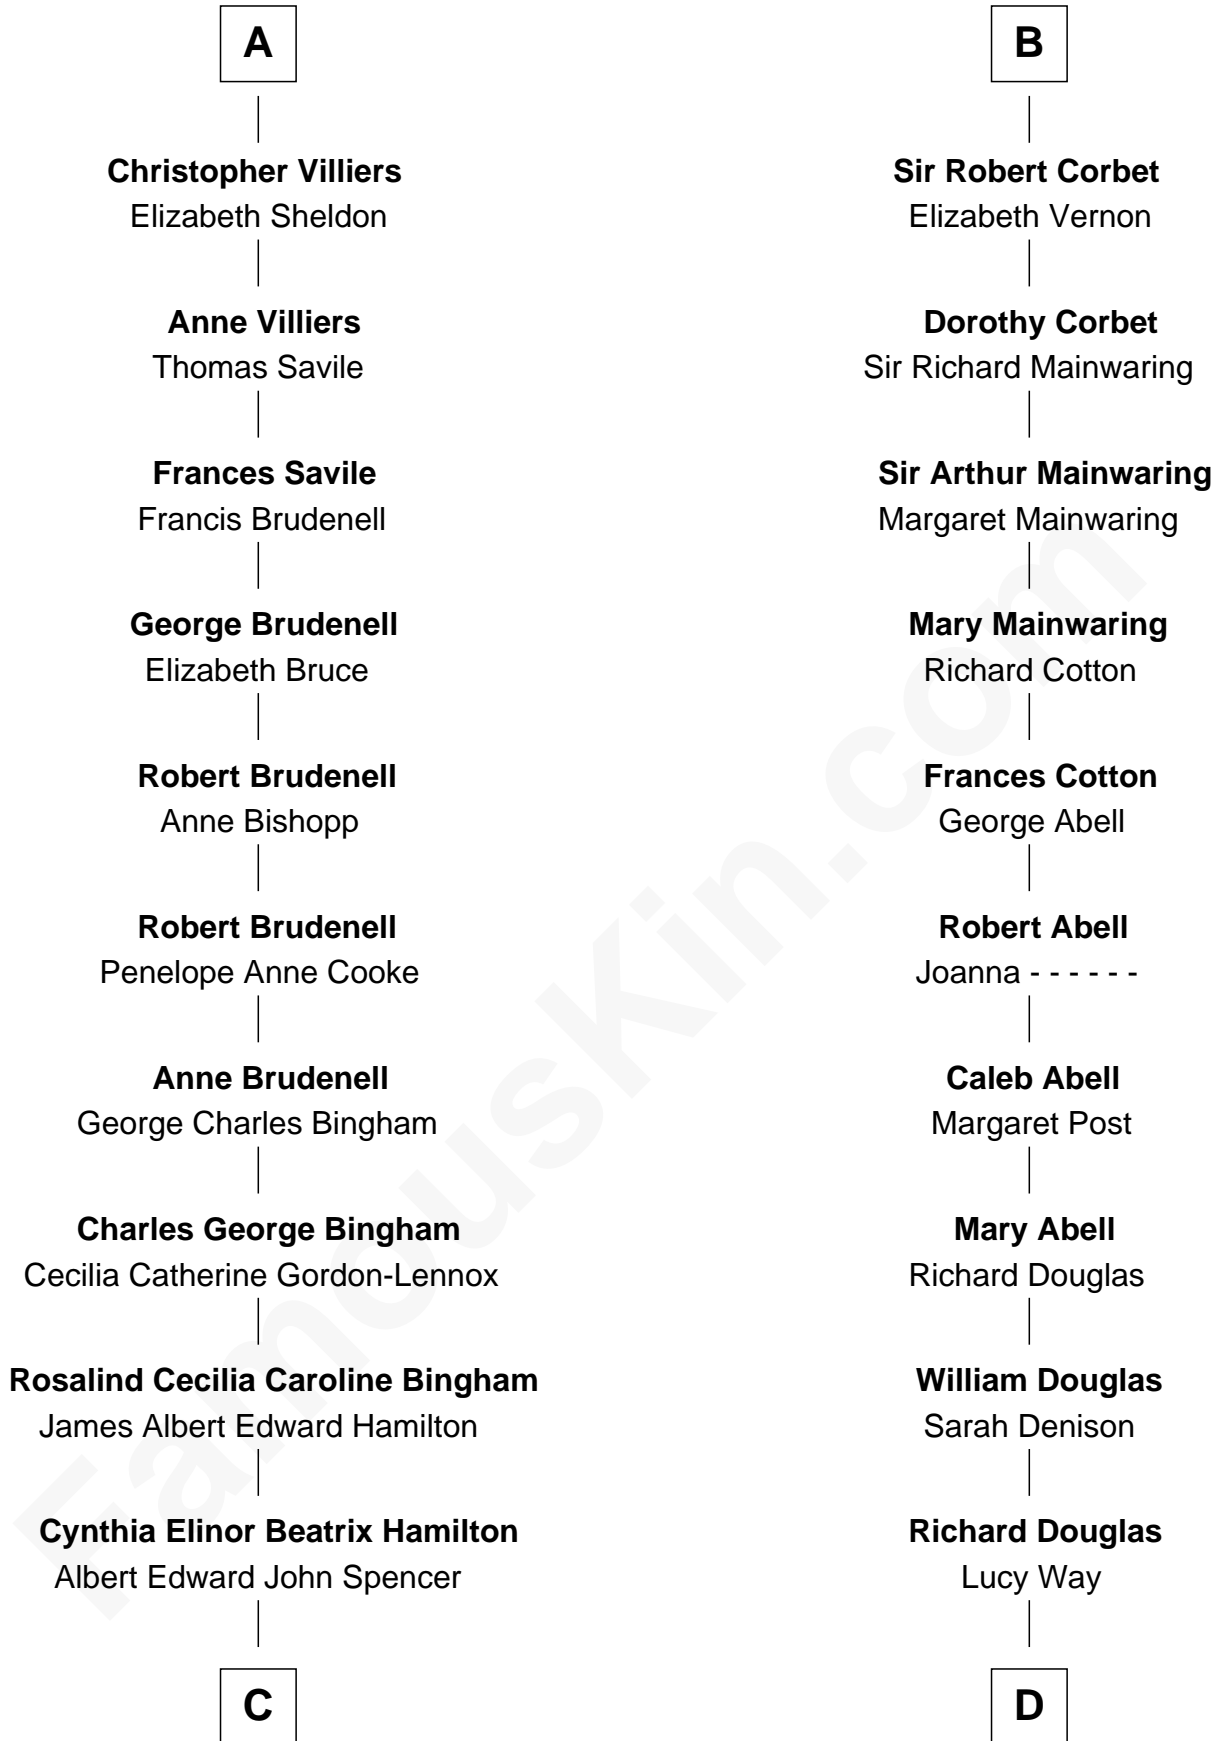 A
Christopher Villiers
Elizabeth Sheldon
Anne Villiers
Thomas Savile
Frances Savile
Francis Brudenell
George Brudenell
Elizabeth Bruce
Robert Brudenell
Anne Bishopp
Robert Brudenell
Penelope Anne Cooke
Anne Brudenell
George Charles Bingham
Charles George Bingham
Cecilia Catherine Gordon-Lennox
Rosalind Cecilia Caroline Bingham
James Albert Edward Hamilton
Cynthia Elinor Beatrix Hamilton
Albert Edward John Spencer
C
B
Sir Robert Corbet
Elizabeth Vernon
Dorothy Corbet
Sir Richard Mainwaring
Sir Arthur Mainwaring
Margaret Mainwaring
Mary Mainwaring
Richard Cotton
Frances Cotton
George Abell
Robert Abell
Joanna - - - - - -
Caleb Abell
Margaret Post
Mary Abell
Richard Douglas
William Douglas
Sarah Denison
Richard Douglas
Lucy Way
D
FamousKin.com